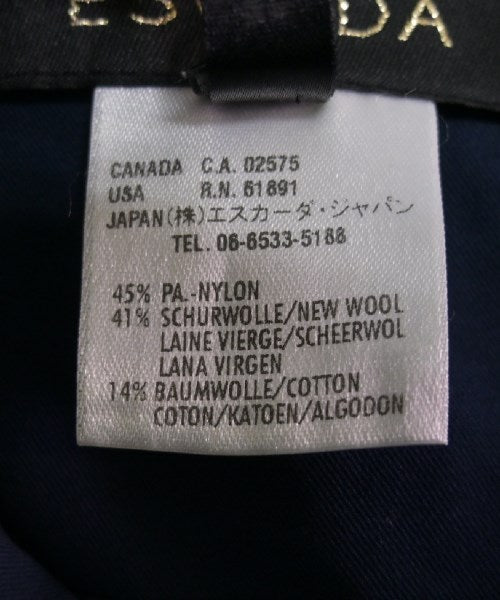 CANADA C.A. 02575
USA R.N. 61891
JAPAN(株)エスカーダ・ジャパン
TEL. 06-6533-5188
45% PA.-NYLON
41% SCHURWOLLE/NEW WOOL
LAINE VIERGE/SCHEERWOL
LANA VIRGEN
14% BAUMWOLLE/COTTON
COTON/KATOEN/ALGODON